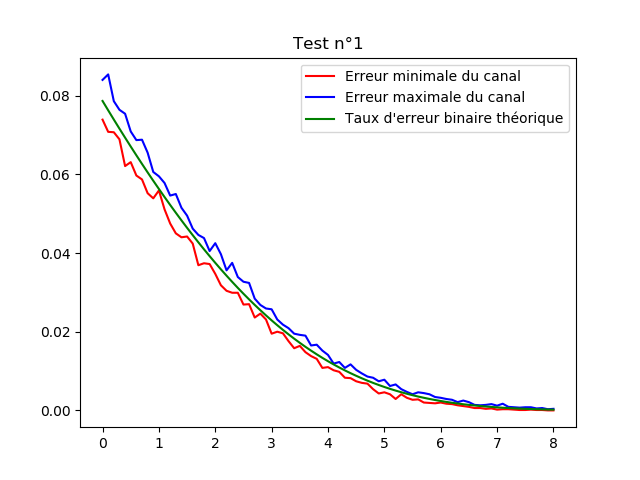 Test n°1
Erreur minimale du canal
Erreur maximale du canal
Taux d'erreur binaire théorique
0.08
0.06
0.04
0.02
0.00
0 1 2 3 4 5 6 7 8